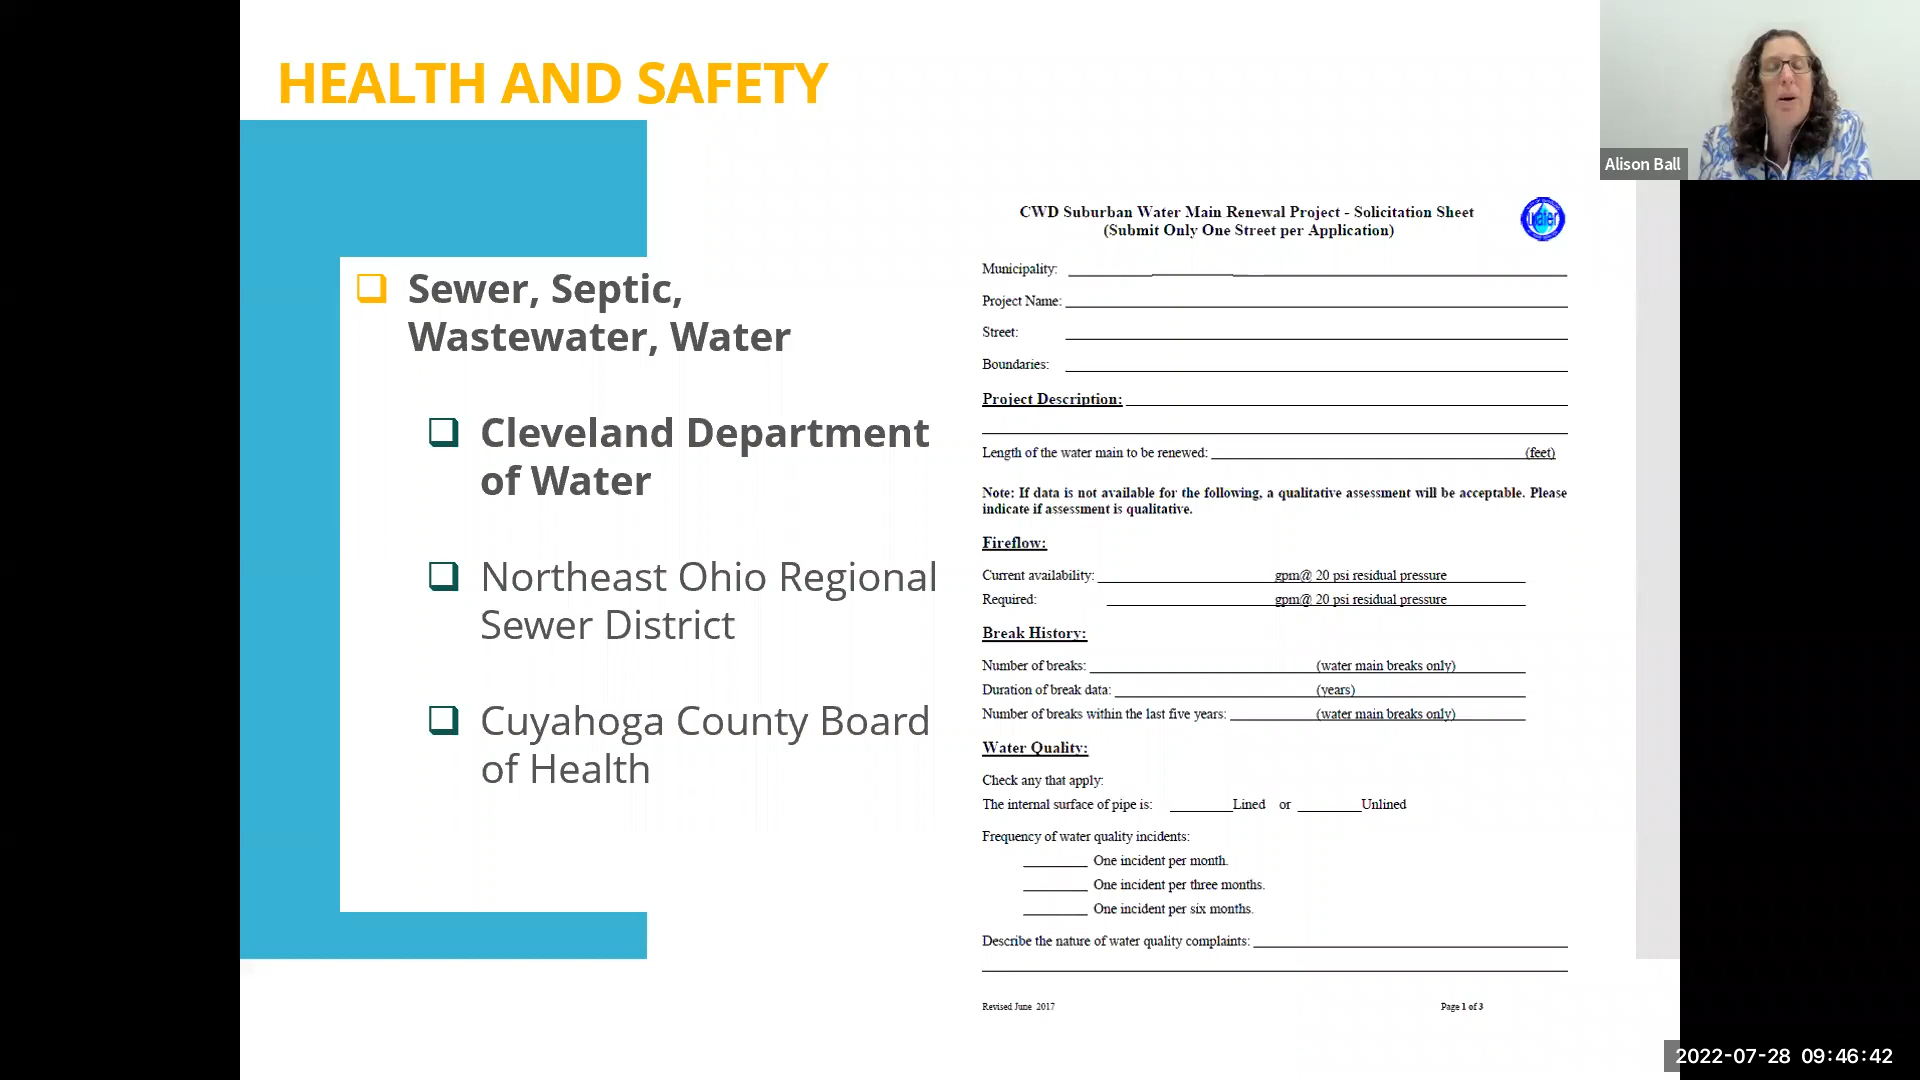 HEALTH AND SAFETY
Sewer, Septic,
Wastewater, Water
Cleveland Department
of Water
Northeast Ohio Regional
Sewer District
Cuyahoga County Board
of Health
CWD Suburban Water Main Renewal Project - Solicitation Sheet
(Submit Only One Street per Application)
water
Municipality:
Project Name:
Street:
Boundaries:
Project Description:
Length of the water main to be renewed: (feet)
Note: If data is not available for the following, a qualitative assessment will be acceptable. Please
indicate if assessment is qualitative.
Fireflow:
Current availability: gpm@ 20 psi residual pressure
Required: gpm@ 20 psi residual pressure
Break History:
Number of breaks: (water main breaks only)
Duration of break data: (years)
Number of breaks within the last five years: (water main breaks only)
Water Quality:
Check any that apply:
The internal surface of pipe is: Lined or Unlined
Frequency of water quality incidents:
One incident per month.
One incident per three months.
One incident per six months.
Describe the nature of water quality complaints:
Revised June 2017
Page 1 of 3
Alison Ball
2022-07-28 09:46:42